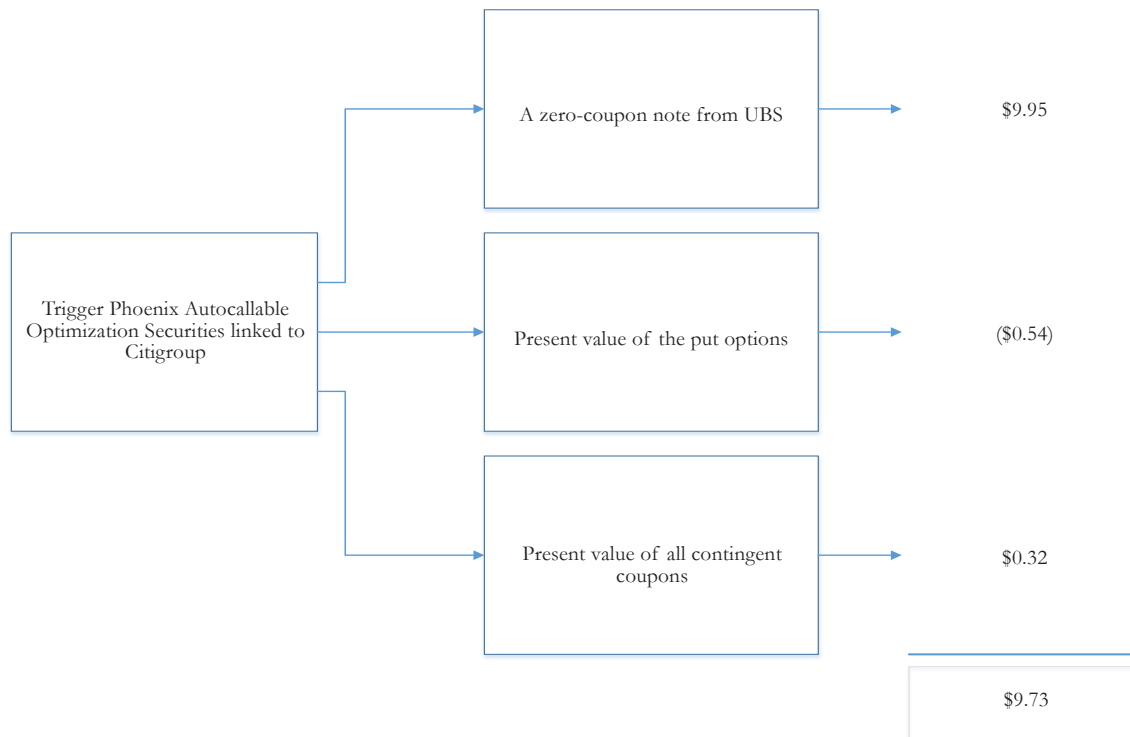 A zero-coupon note from UBS
$9.95
Trigger Phoenix Autocallable
Optimization Securities linked to
Citigroup
Present value of the put options
($0.54)
Present value of all contingent
coupons
$0.32
$9.73